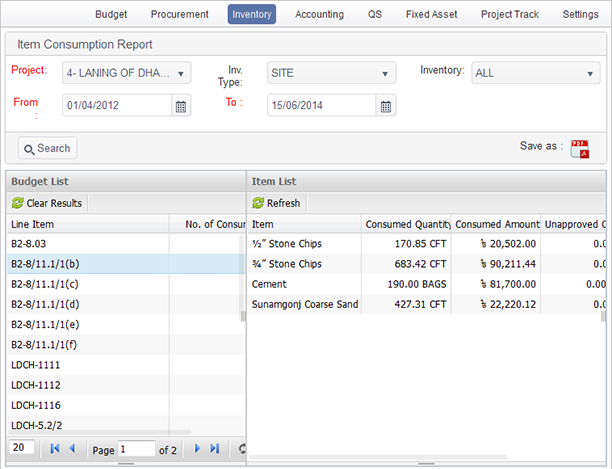 Budget Procurement Inventory Accounting QS Fixed Asset Project Track Settings
Item Consumption Report
Project: 4- LANING OF DHA... Inv. Type: SITE Inventory: ALL
From : 01/04/2012 To : 15/06/2014
Search Save as :
PDF
Budget List Item List
Clear Results Refresh
Line Item No. of Consum Item Consumed Quantity Consumed Amount Unapproved C
B2-8.03 ½” Stone Chips 170.85 CFT ৳ 20,502.00 0.0
B2-8/11.1/1(b) ¾” Stone Chips 683.42 CFT ৳ 90,211.44 0.0
B2-8/11.1/1(c) Cement 190.00 BAGS ৳ 81,700.00 0.00
B2-8/11.1/1(d) Sunamgonj Coarse Sand 427.31 CFT ৳ 22,220.12 0.0
B2-8/11.1/1(e)
B2-8/11.1/1(f)
LDCH-1111
LDCH-1112
LDCH-1116
LDCH-5.2/2
20 Page 1 of 2